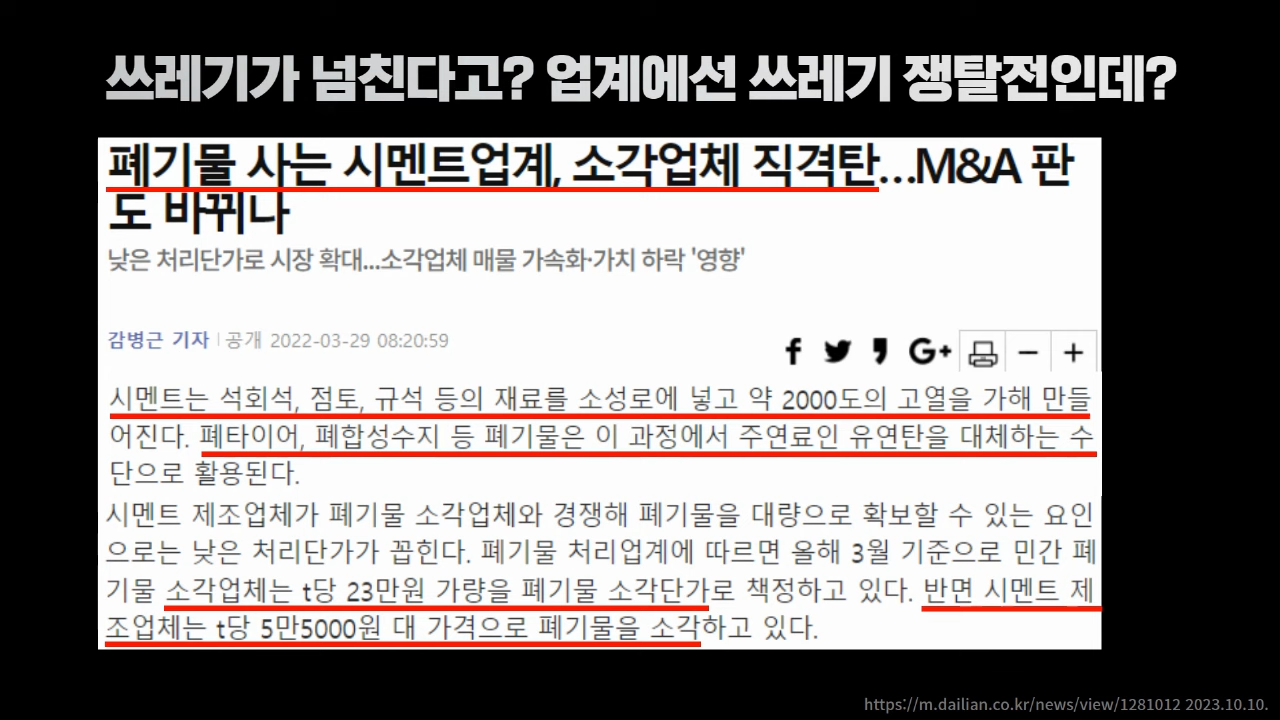 쓰레기가 넘친다고? 업계에선 쓰레기 쟁탈전인데?
폐기물 사는 시멘트업계, 소각업체 직격탄…M&A 판
도 바뀌나
낮은 처리단가로 시장 확대...소각업체 매물 가속화·가치 하락 '영향'
감병근 기자 | 공개 2022-03-29 08:20:59
G+ − +
시멘트는 석회석, 점토, 규석 등의 재료를 소성로에 넣고 약 2000도의 고열을 가해 만들
어진다. 폐타이어, 폐합성수지 등 폐기물은 이 과정에서 주연료인 유연탄을 대체하는 수
단으로 활용된다.
시멘트 제조업체가 폐기물 소각업체와 경쟁해 폐기물을 대량으로 확보할 수 있는 요인
으로는 낮은 처리단가가 꼽힌다. 폐기물 처리업계에 따르면 올해 3월 기준으로 민간 폐
기물 소각업체는 t당 23만원 가량을 폐기물 소각단가로 책정하고 있다. 반면 시멘트 제
조업체는 t당 5만5000원 대 가격으로 폐기물을 소각하고 있다.
https://m.dailian.co.kr/news/view/1281012 2023.10.10.